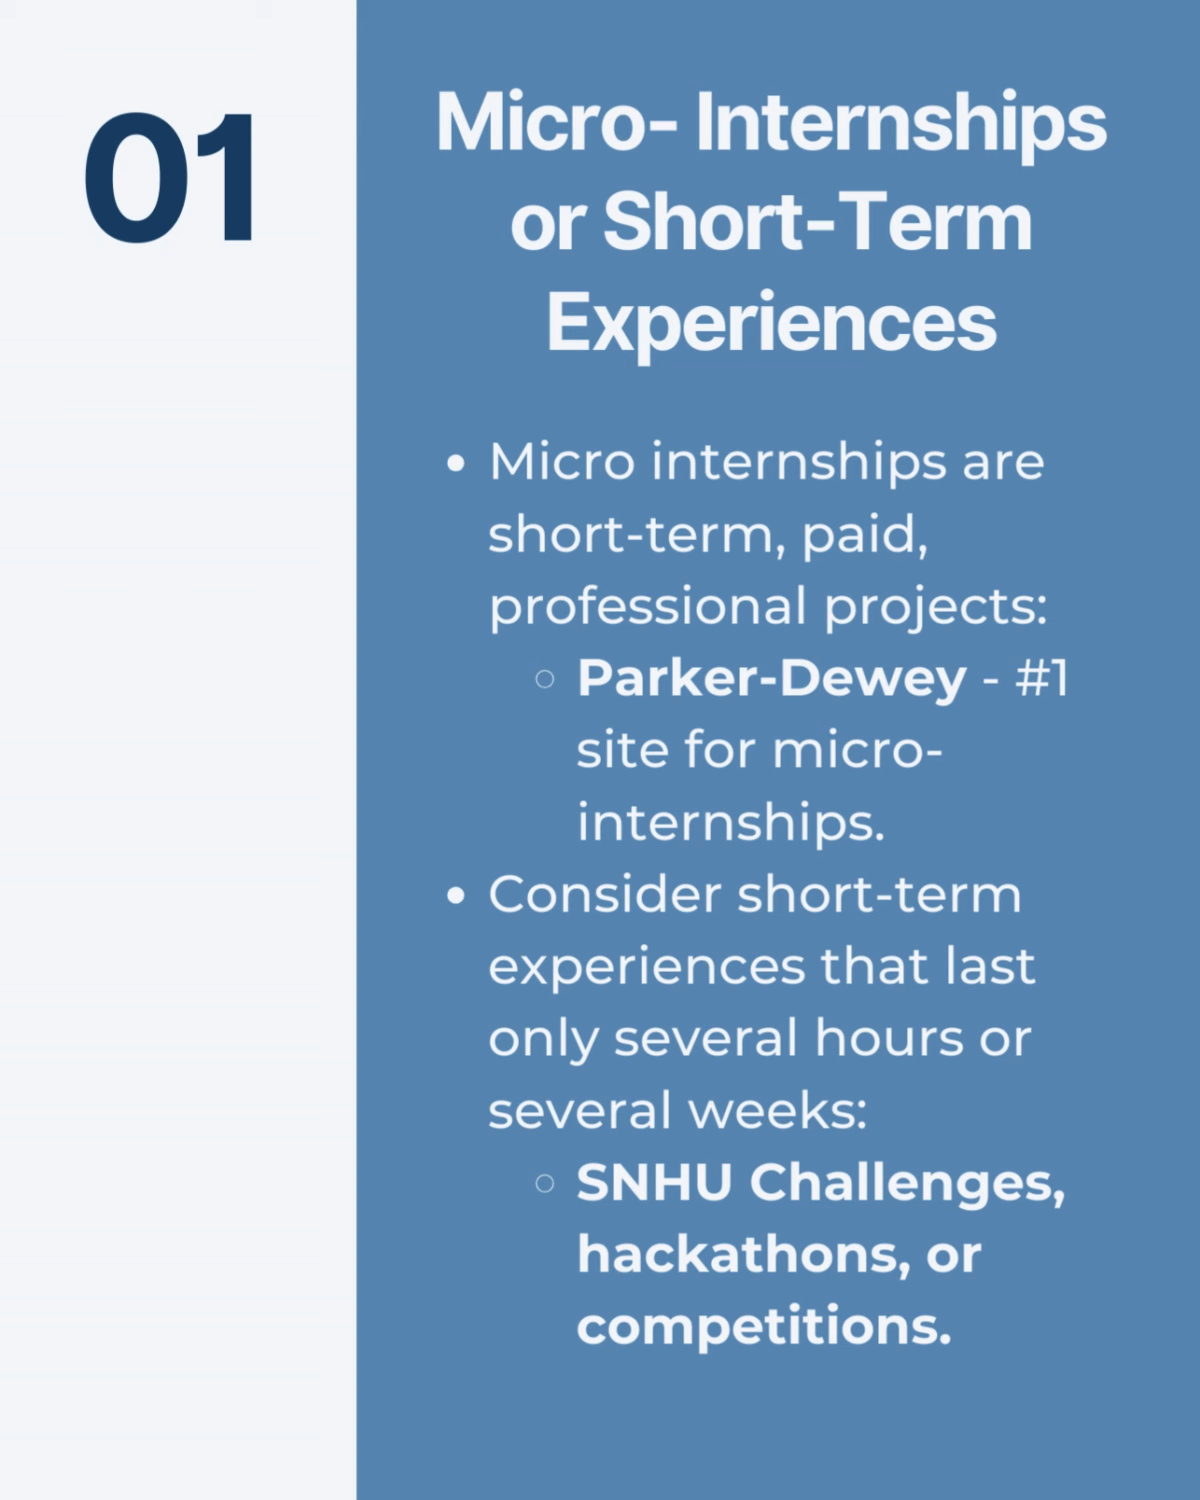 01
Micro- Internships
or Short-Term
Experiences
• Micro internships are
short-term, paid,
professional projects:
○ Parker-Dewey - #1
site for micro-
internships.
• Consider short-term
experiences that last
only several hours or
several weeks:
○ SNHU Challenges,
hackathons, or
competitions.